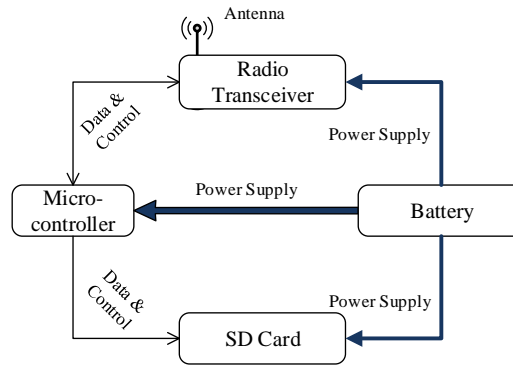 Antenna
Radio
Transceiver
Data &
Control
Power Supply
Power Supply
Micro-
controller
Battery
Data &
Control
Power Supply
SD Card